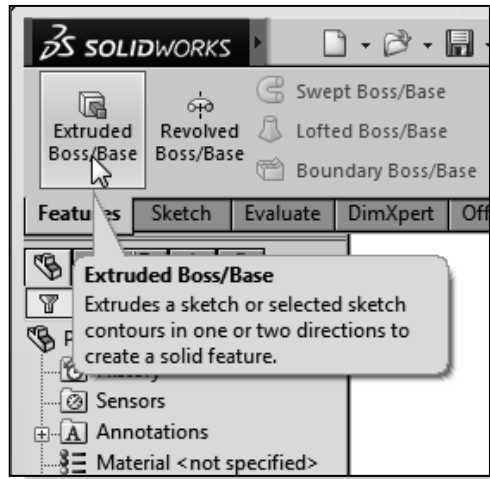 SOLIDWORKS
Extruded Boss/Base
Revolved Boss/Base
Swept Boss/Base
Lofted Boss/Base
Boundary Boss/Base
Features Sketch Evaluate DimXpert Off
Extruded Boss/Base
Extrudes a sketch or selected sketch
contours in one or two directions to
create a solid feature.
Sensors
Annotations
Material <not specified>